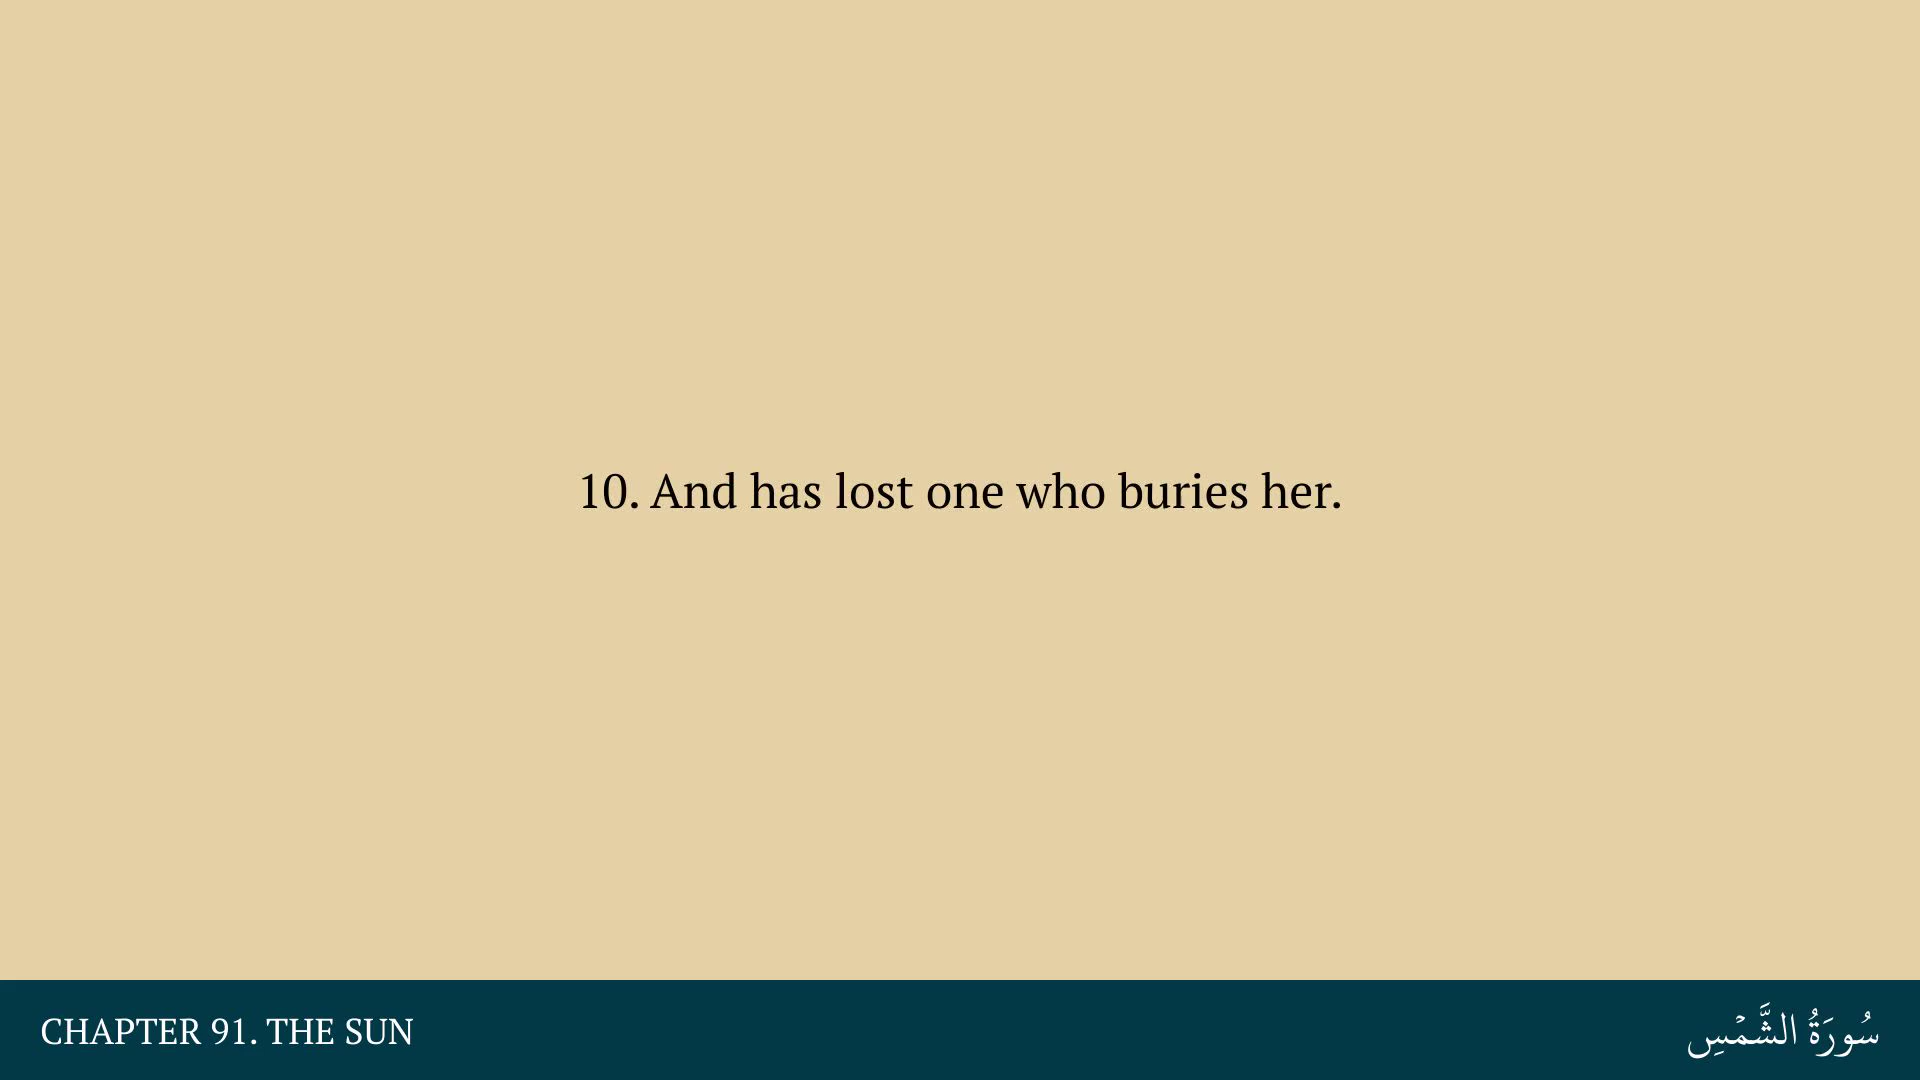 10. And has lost one who buries her.
CHAPTER 91. THE SUN
سُورَةُ الشَّمْسِ